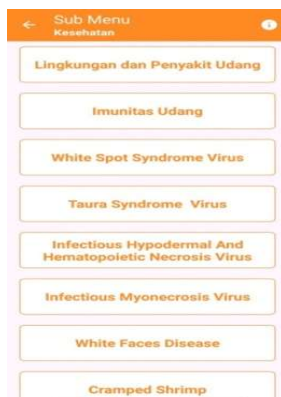 Sub Menu
Kesehatan
Lingkungan dan Penyakit Udang
Imunitas Udang
White Spot Syndrome Virus
Taura Syndrome Virus
Infectious Hypodermal And
Hematopoietic Necrosis Virus
Infectious Myonecrosis Virus
White Faces Disease
Cramped Shrimp